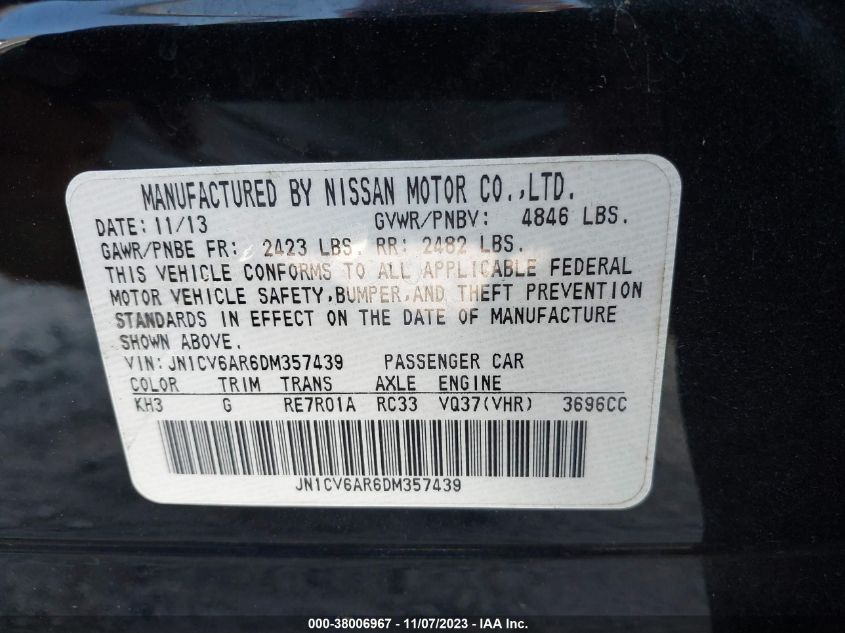 MANUFACTURED BY NISSAN MOTOR CO.,LTD.
DATE: 11/13 GVWR/PNBV: 4846 LBS.
GAWR/PNBE FR: 2423 LBS. RR: 2482 LBS.
THIS VEHICLE CONFORMS TO ALL APPLICABLE FEDERAL
MOTOR VEHICLE SAFETY,BUMPER,AND THEFT PREVENTION
STANDARDS IN EFFECT ON THE DATE OF MANUFACTURE
SHOWN ABOVE.
VIN: JN1CV6AR6DM357439 PASSENGER CAR
COLOR TRIM TRANS AXLE ENGINE
KH3 G RE7R01A RC33 VQ37(VHR) 3696CC
JN1CV6AR6DM357439
000-38006967 - 11/07/2023 - IAA Inc.